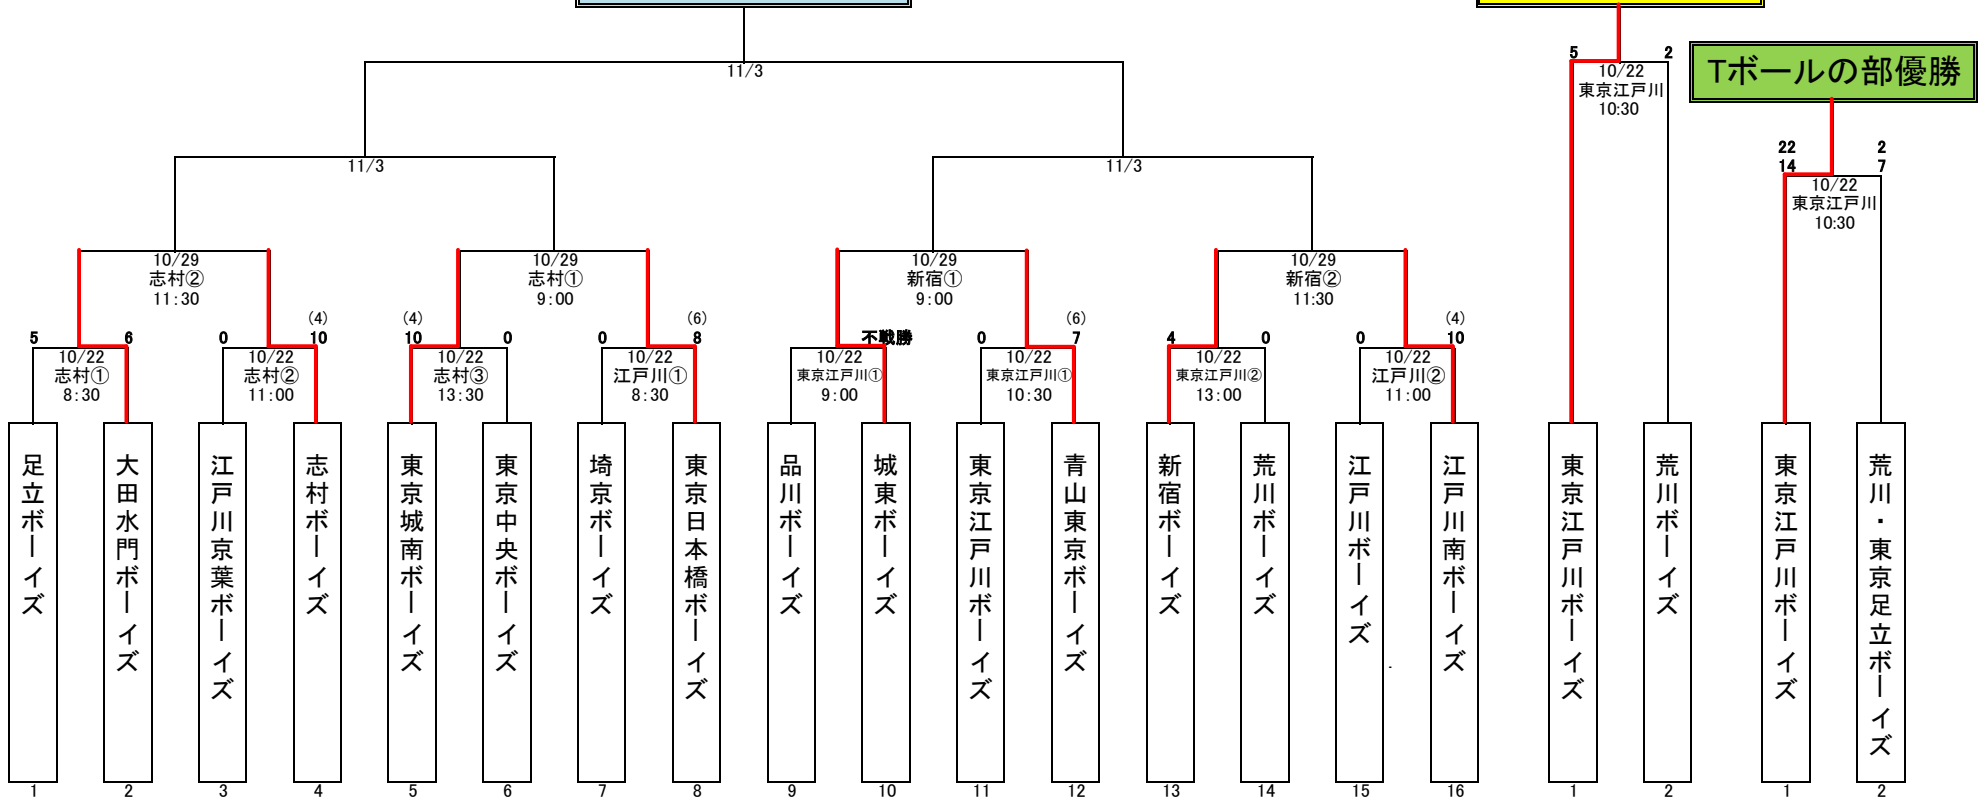 11/3
11/3
11/3
10/29
志村②
11:30
10/29
志村①
9:00
10/29
新宿①
9:00
10/29
新宿②
11:30
5
6
10/22
志村①
8:30
0
(4)
10
10/22
志村②
11:00
(4)
10
0
10/22
志村③
13:30
0
(6)
8
10/22
江戸川①
8:30
不戦勝
10/22
東京江戸川①
9:00
0
(6)
7
10/22
東京江戸川①
10:30
4
0
10/22
東京江戸川②
13:00
0
(4)
10
10/22
江戸川②
11:00
足立ボーイズ
1
大田水門ボーイズ
2
江戸川京葉ボーイズ
3
志村ボーイズ
4
東京城南ボーイズ
5
東京中央ボーイズ
6
埼京ボーイズ
7
東京日本橋ボーイズ
8
品川ボーイズ
9
城東ボーイズ
10
東京江戸川ボーイズ
11
青山東京ボーイズ
12
新宿ボーイズ
13
荒川ボーイズ
14
江戸川ボーイズ
15
江戸川南ボーイズ
16
5
2
10/22
東京江戸川
10:30
東京江戸川ボーイズ
1
荒川ボーイズ
2
Tボールの部優勝
22
14
2
7
10/22
東京江戸川
10:30
東京江戸川ボーイズ
1
荒川・東京足立ボーイズ
2